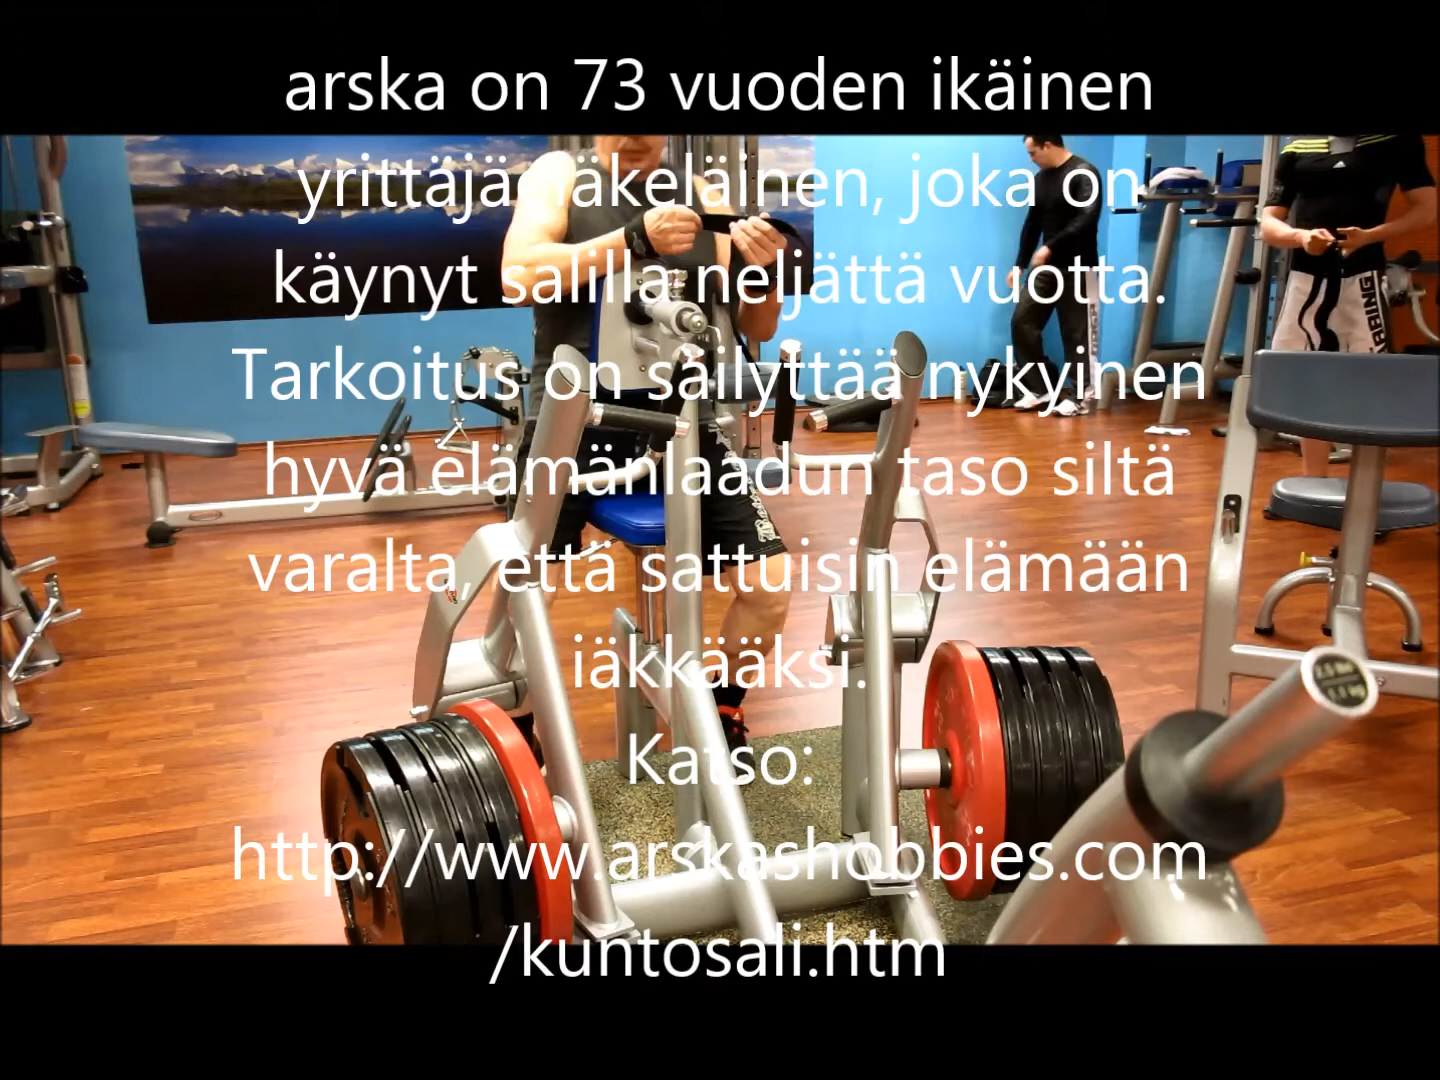 arska on 73 vuoden ikäinen
yrittäjäeläkeläinen, joka on
käynyt salilla neljättä vuotta.
Tarkoitus on säilyttää nykyinen
hyvä elämänlaadun taso siltä
varalta, että sattuisin elämään
iäkkääksi.
Katso:
http://www.arskashobbies.com
/kuntosali.htm